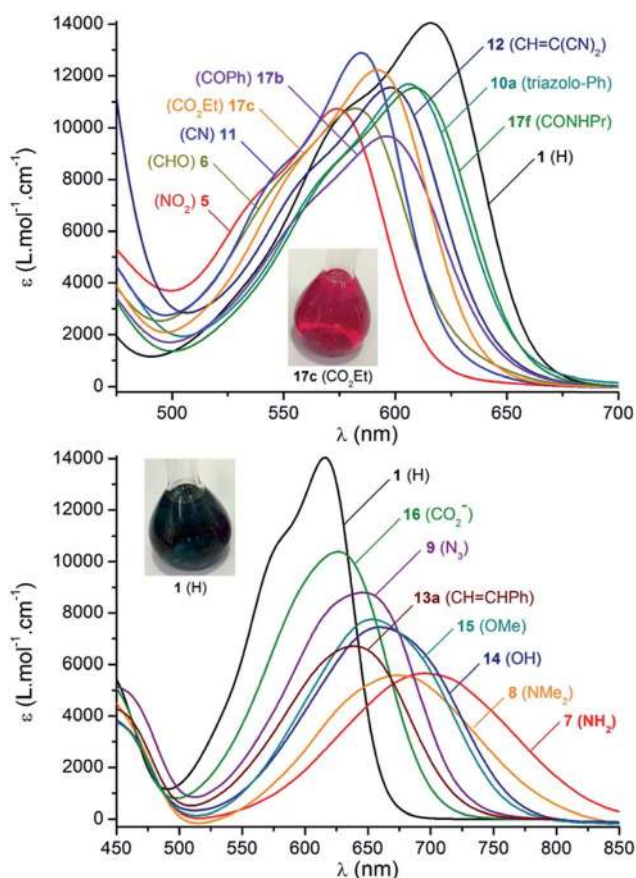 14000
12000
10000
8000
6000
4000
2000
0
ε (L.mol⁻¹.cm⁻¹)
(COPh) 17b
(CO₂Et) 17c
(CN) 11
(CHO) 6
(NO₂) 5
12 (CH=C(CN)₂)
10a (triazolo-Ph)
17f (CONHPr)
1 (H)
17c (CO₂Et)
500 550 600 650 700
λ (nm)
14000
12000
10000
8000
6000
4000
2000
0
ε (L.mol⁻¹.cm⁻¹)
1 (H)
1 (H)
16 (CO₂⁻)
9 (N₃)
13a (CH=CHPh)
15 (OMe)
14 (OH)
8 (NMe₂)
7 (NH₂)
450 500 550 600 650 700 750 800 850
λ (nm)